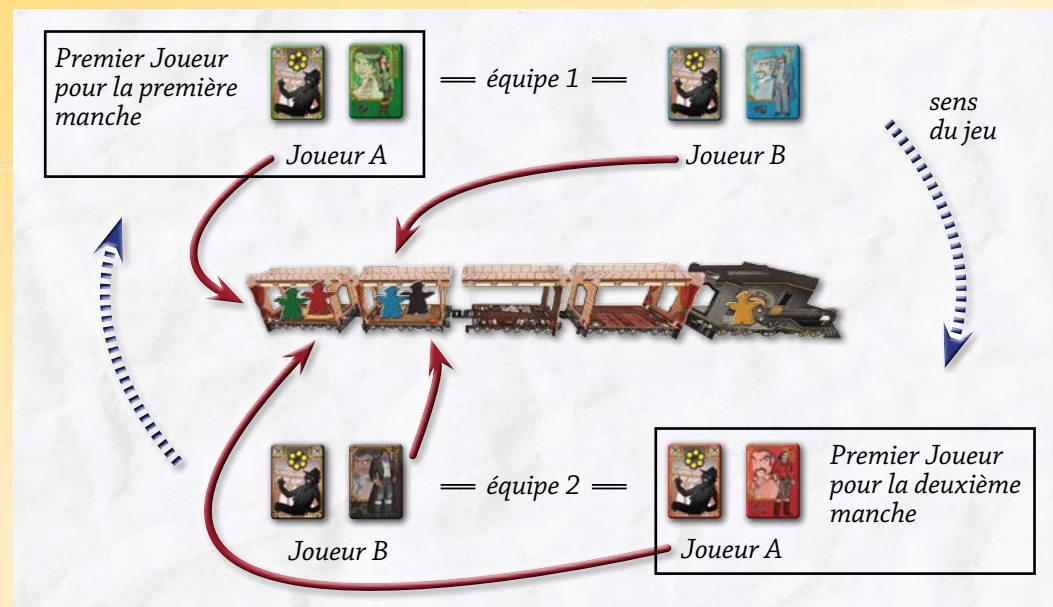 Premier Joueur
pour la première
manche
Joueur A
équipe 1
Joueur B
sens
du jeu
équipe 2
Joueur B
Joueur A
Premier Joueur
pour la deuxième
manche